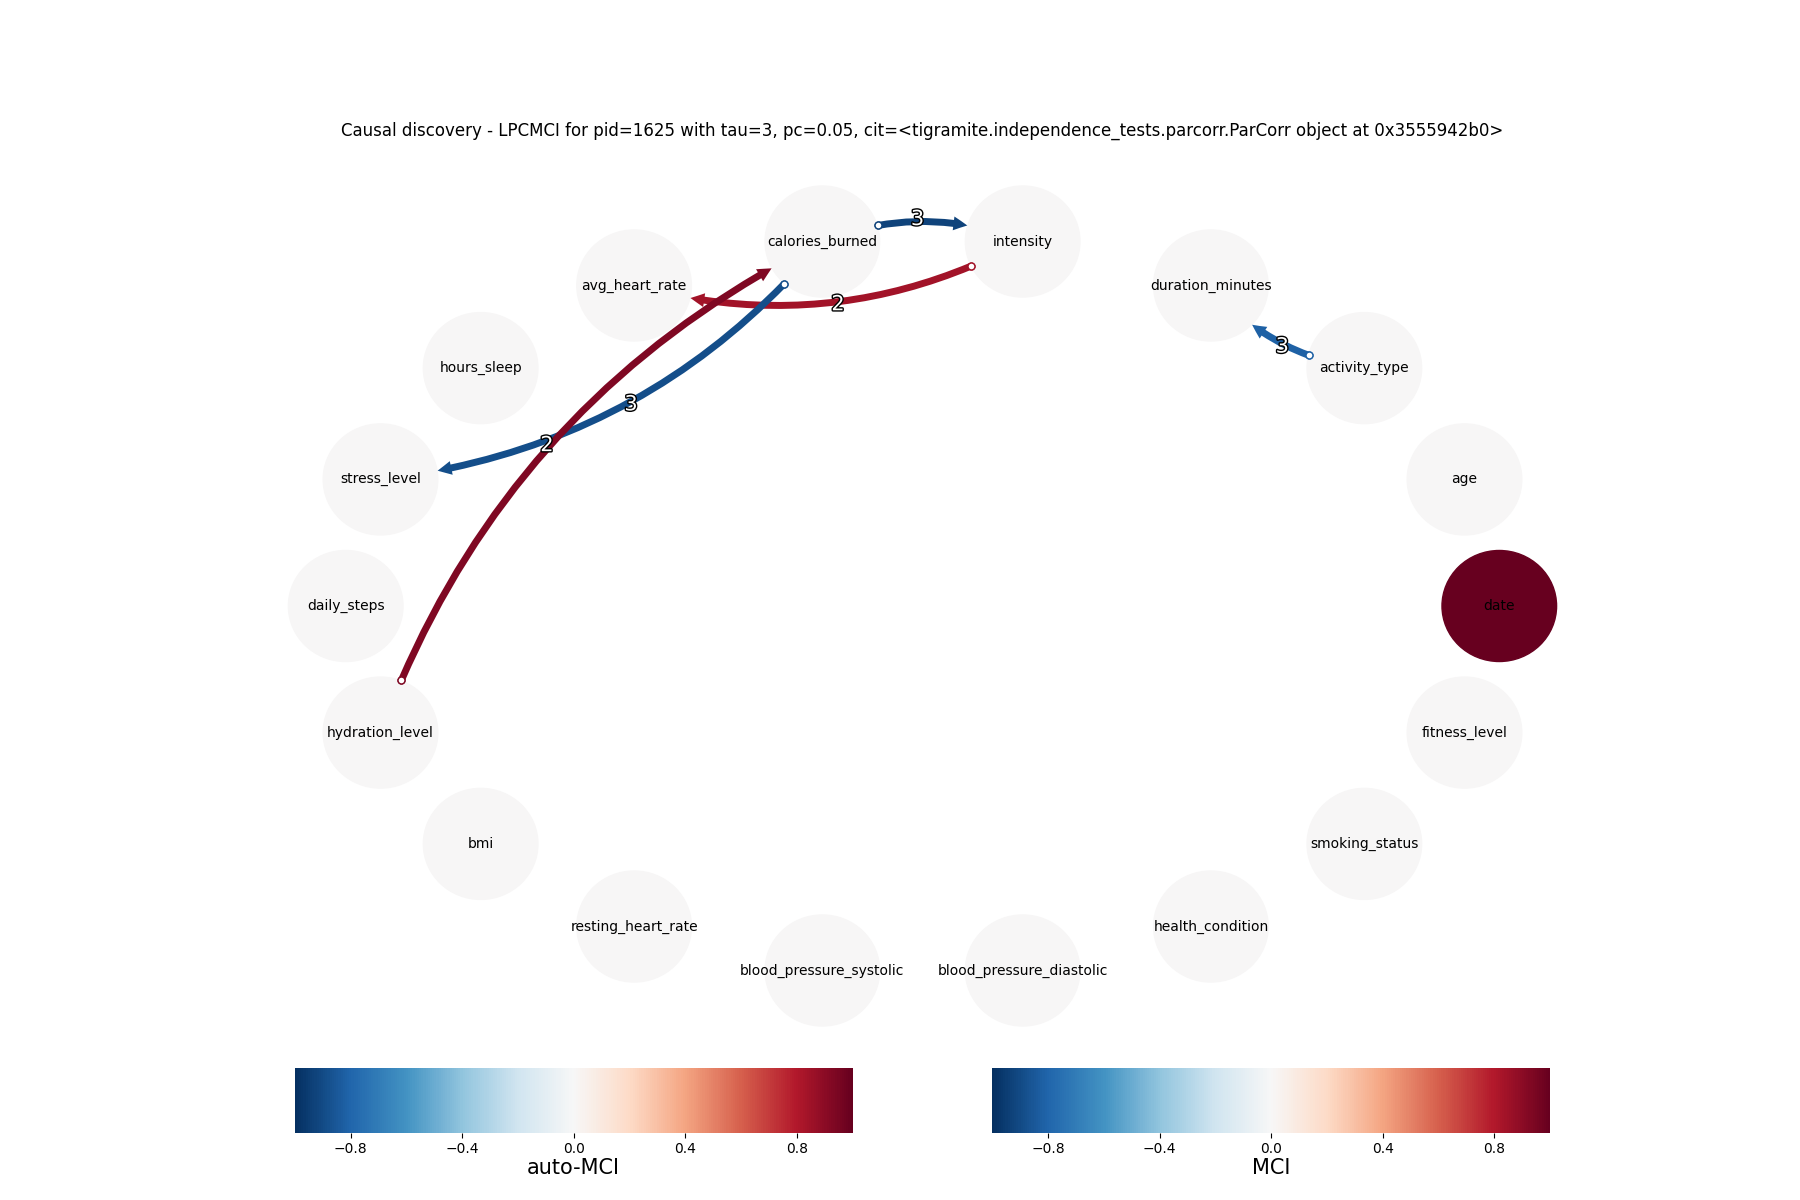 Causal discovery - LPCMCI for pid=1625 with tau=3, pc=0.05, cit=<tigramite.independence_tests.parcorr.ParCorr object at 0x3555942b0>
3
calories_burned
intensity
avg_heart_rate
duration_minutes
2
3
hours_sleep
activity_type
3
2
stress_level
age
daily_steps
date
hydration_level
fitness_level
bmi
smoking_status
resting_heart_rate
health_condition
blood_pressure_systolic
blood_pressure_diastolic
−0.8 −0.4 0.0 0.4 0.8
auto-MCI
−0.8 −0.4 0.0 0.4 0.8
MCI